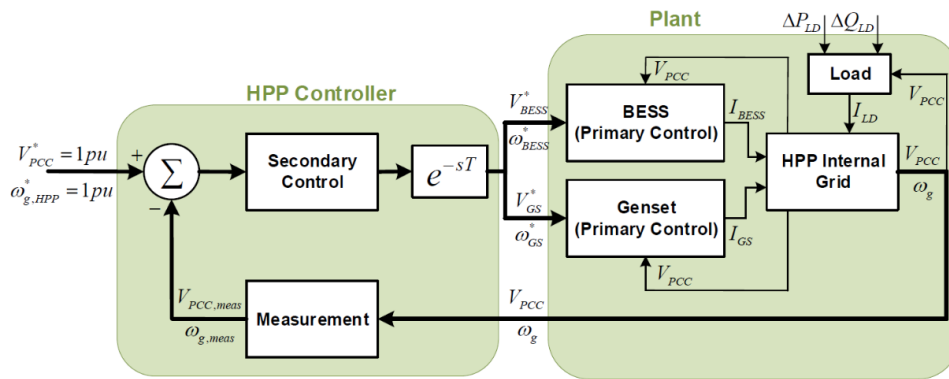 Plant
ΔP_LD ΔQ_LD
HPP Controller
V_PCC
Load
V*_BESS
BESS
(Primary Control)
I_BESS
V_PCC
ω*_BESS
I_LD
V*_PCC = 1pu
+
Σ
Secondary
Control
e^{-sT}
HPP Internal
Grid
V_PCC
ω*_g,HPP = 1pu
−
V*_GS
Genset
(Primary Control)
ω_g
ω*_GS
I_GS
V_PCC
V_PCC,meas
Measurement
V_PCC
ω_g,meas
ω_g